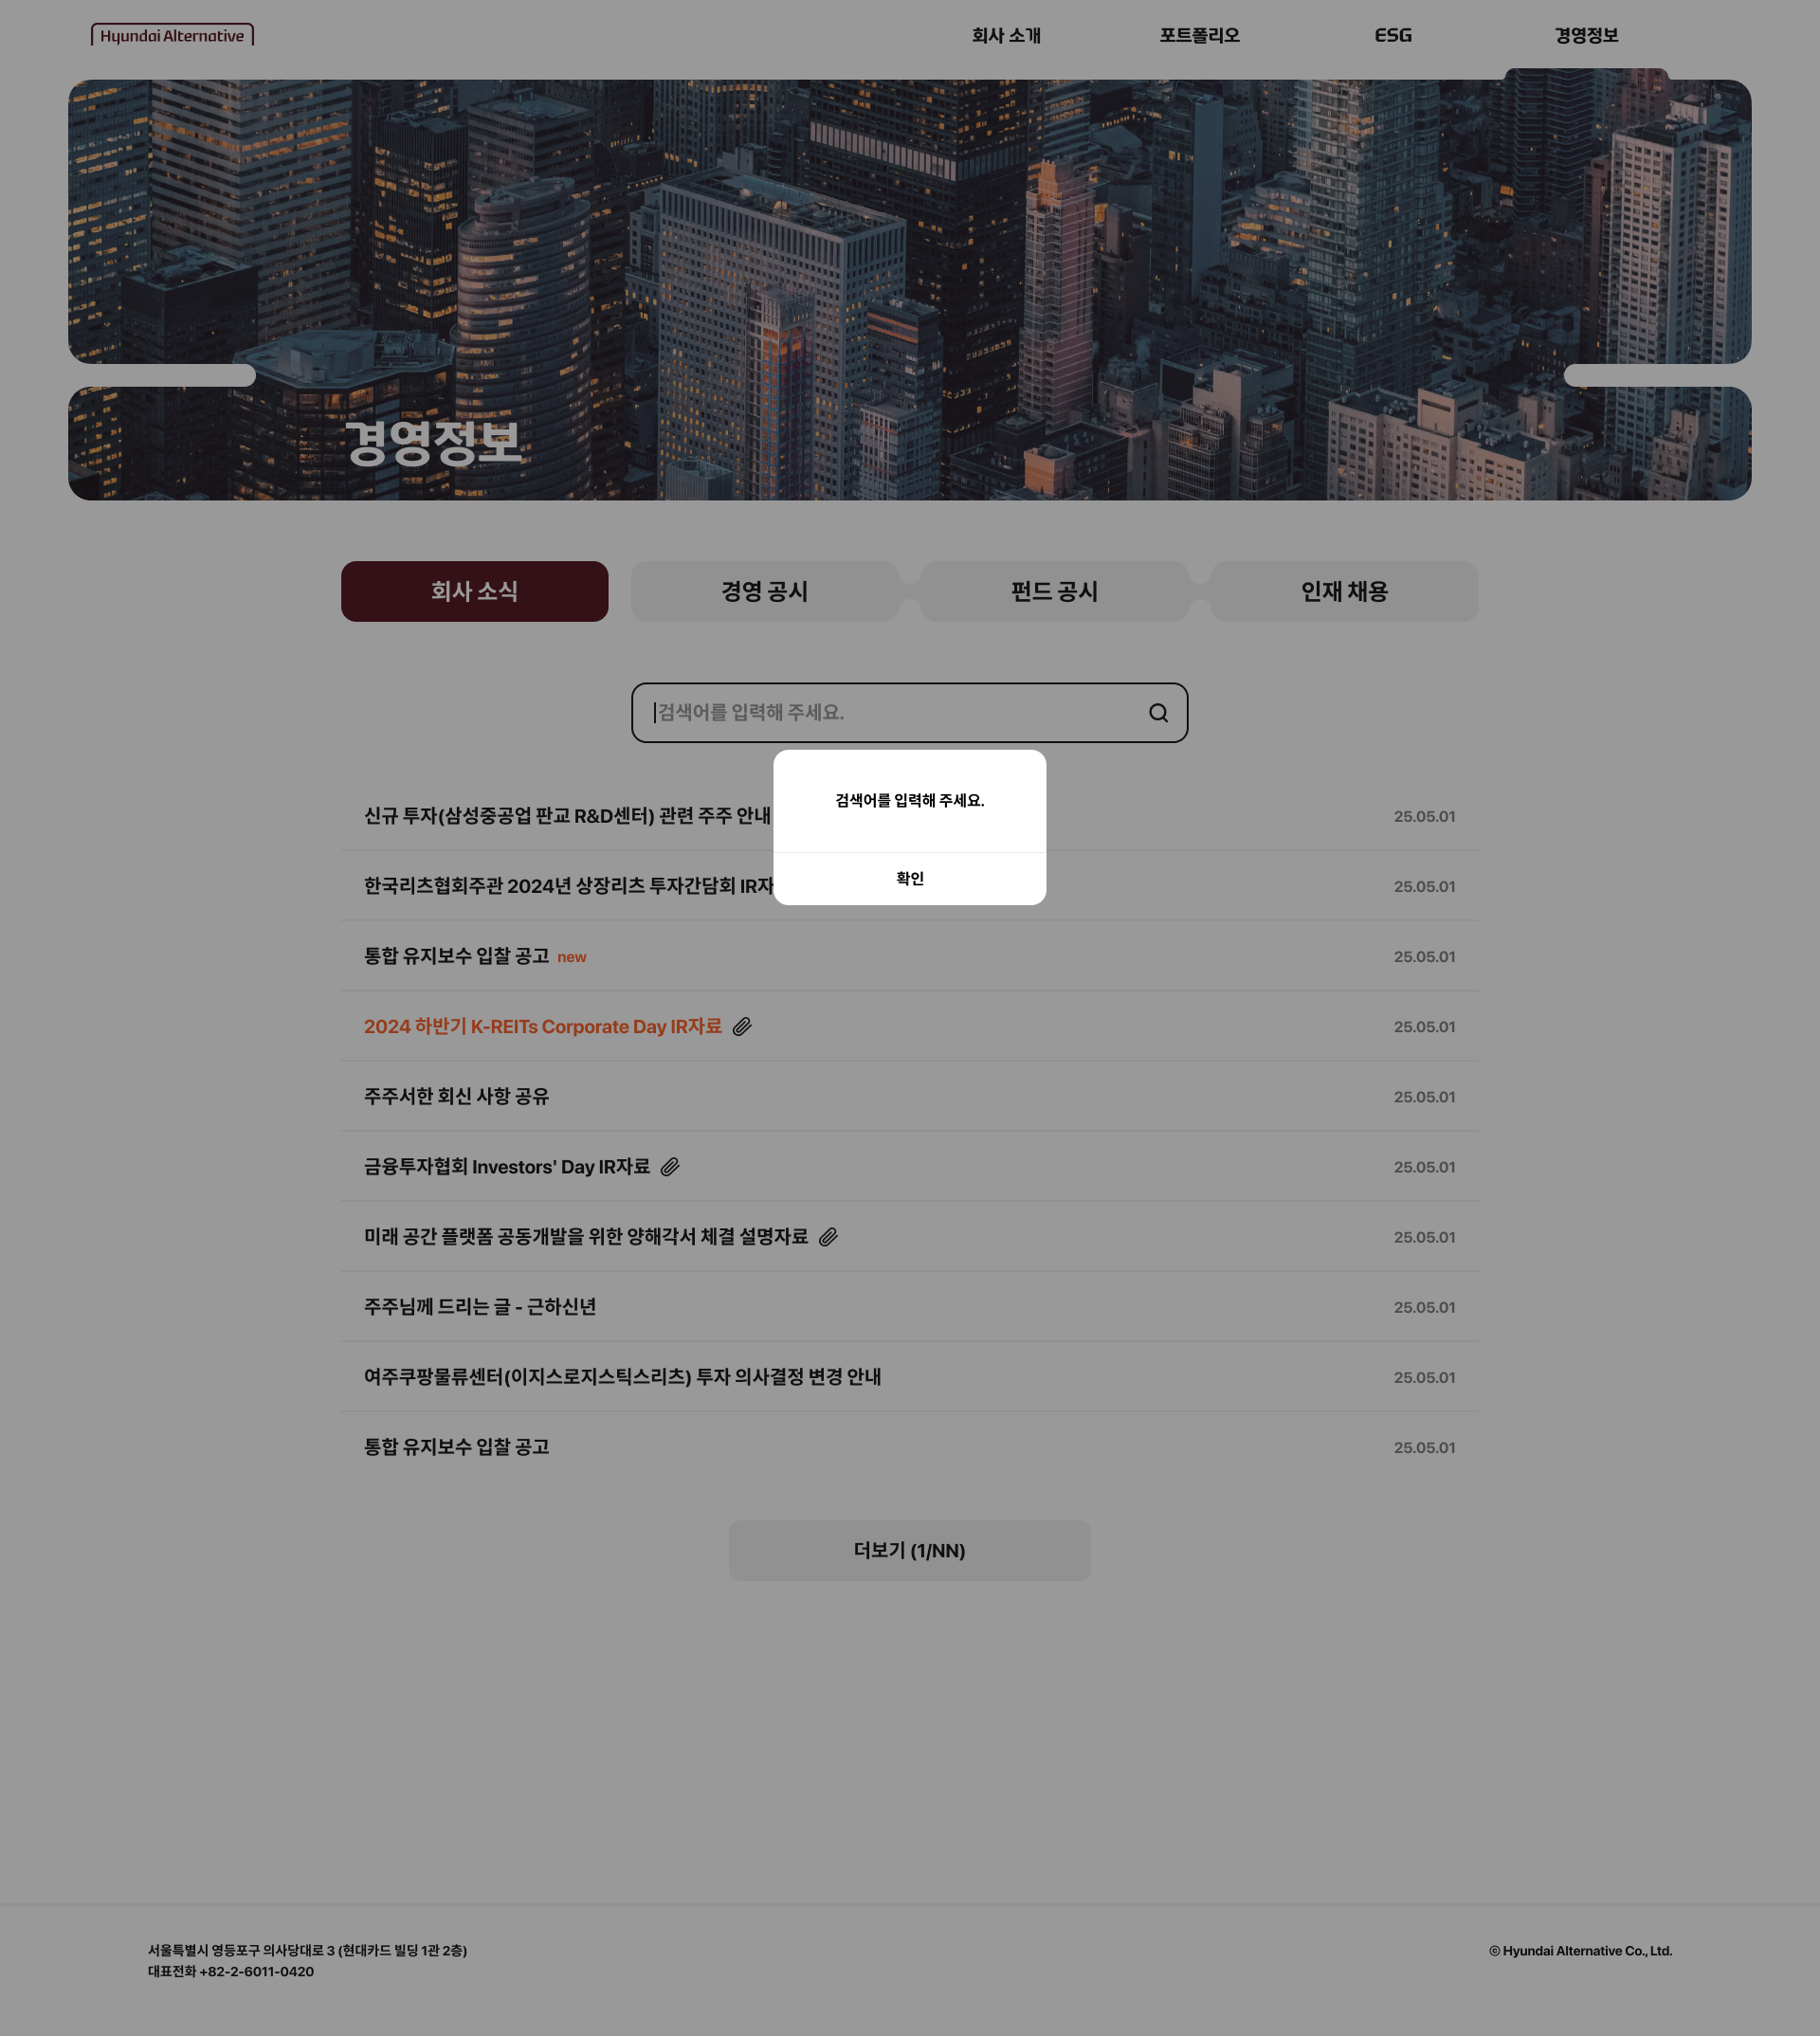 Hyundai Alternative
회사 소개
포트폴리오
ESG
경영정보
경영정보
회사 소식
경영 공시
펀드 공시
인재 채용
검색어를 입력해 주세요.
검색어를 입력해 주세요.
확인
신규 투자(삼성중공업 판교 R&D센터) 관련 주주 안내
25.05.01
한국리츠협회주관 2024년 상장리츠 투자간담회 IR자
25.05.01
통합 유지보수 입찰 공고 new
25.05.01
2024 하반기 K-REITs Corporate Day IR자료
25.05.01
주주서한 회신 사항 공유
25.05.01
금융투자협회 Investors' Day IR자료
25.05.01
미래 공간 플랫폼 공동개발을 위한 양해각서 체결 설명자료
25.05.01
주주님께 드리는 글 - 근하신년
25.05.01
여주쿠팡물류센터(이지스로지스틱스리츠) 투자 의사결정 변경 안내
25.05.01
통합 유지보수 입찰 공고
25.05.01
더보기 (1/NN)
서울특별시 영등포구 의사당대로 3 (현대카드 빌딩 1관 2층)
대표전화 +82-2-6011-0420
ⓒ Hyundai Alternative Co., Ltd.